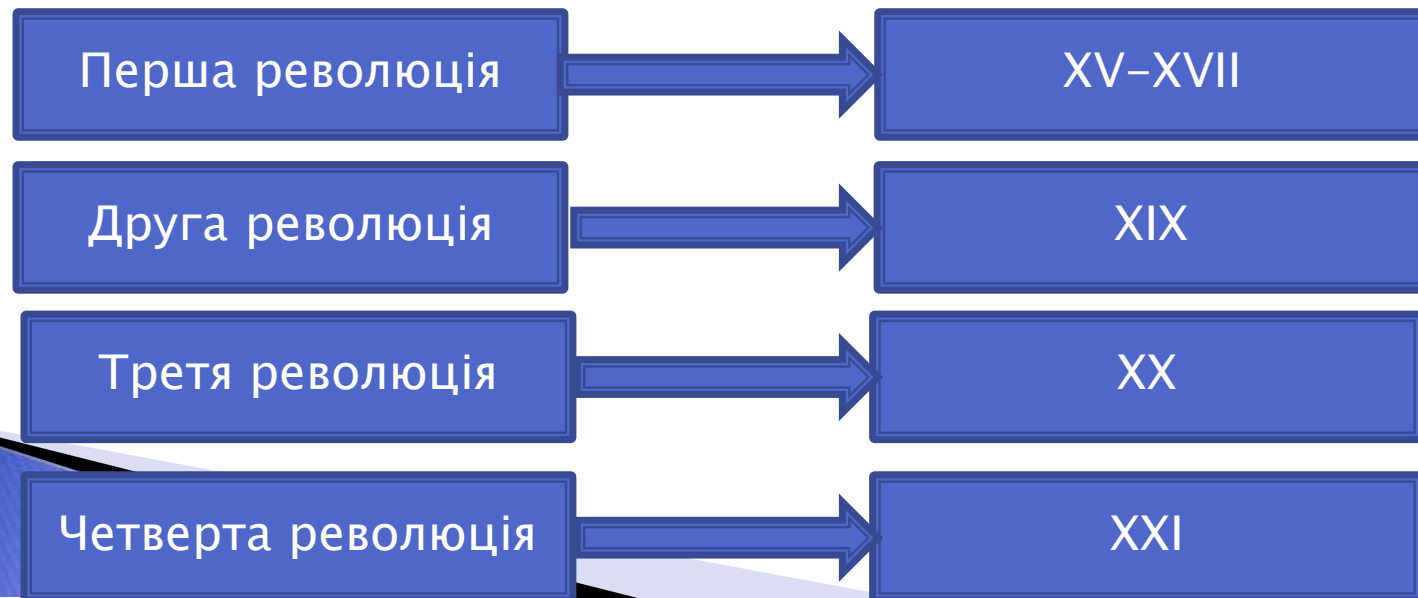 Перша революція
XV–XVII
Друга революція
XIX
Третя революція
XX
Четверта революція
XXI